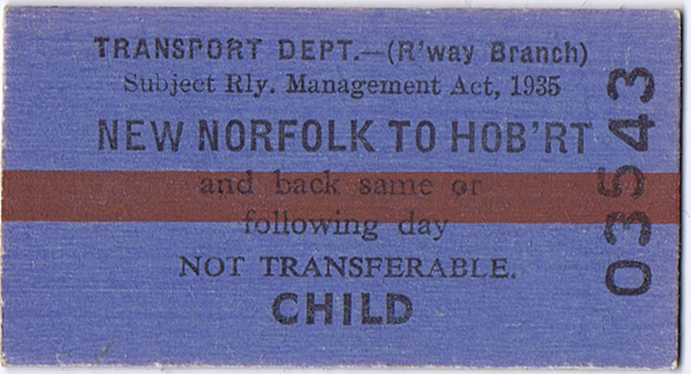 TRANSPORT DEPT.—(R'way Branch)
Subject Rly. Management Act, 1935
NEW NORFOLK TO HOB'RT
and back same or
following day
NOT TRANSFERABLE.
CHILD
03543